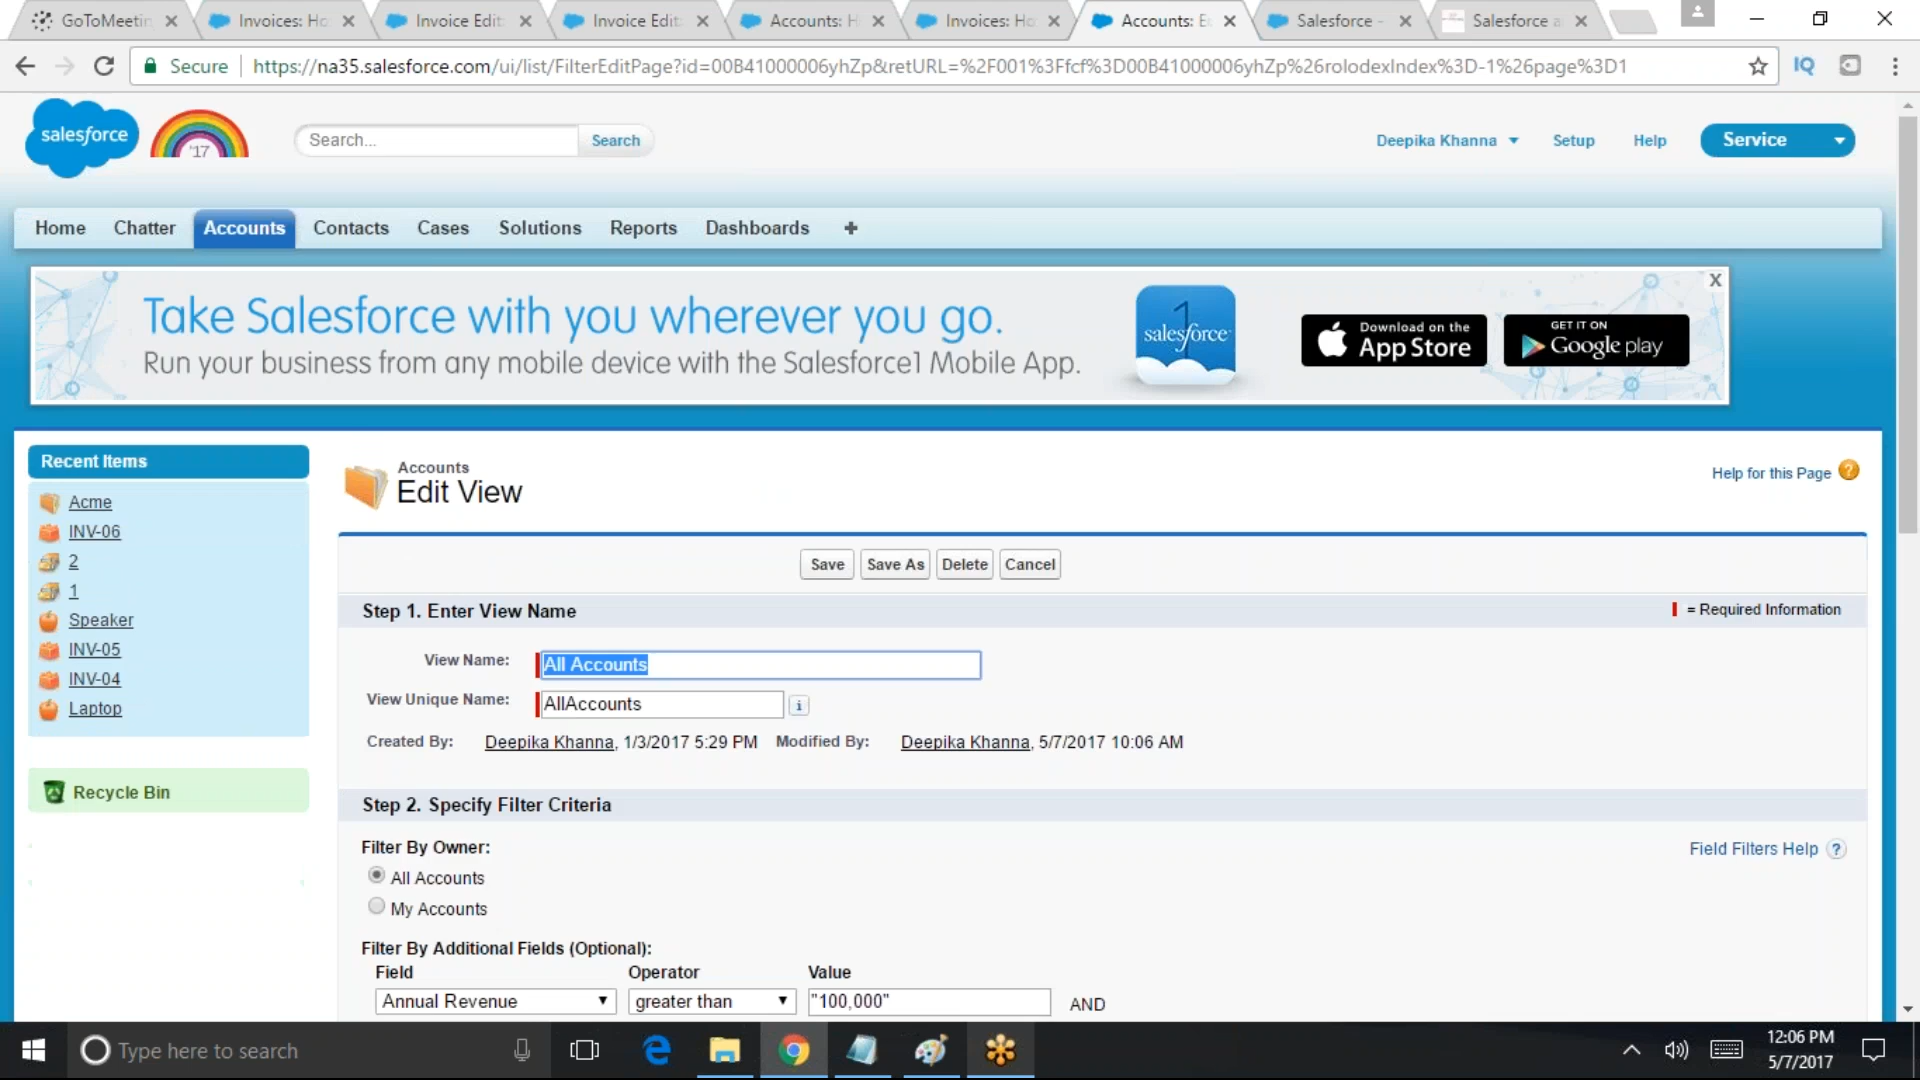 GoToMeetin
Invoices: Ho
Invoice Edit:
Invoice Edit:
Accounts: H
Invoices: Ho
Accounts: E
Salesforce -
Salesforce a
Secure
https://na35.salesforce.com/ui/list/FilterEditPage?id=00B41000006yhZp&retURL=%2F001%3Ffcf%3D00B41000006yhZp%26rolodexIndex%3D-1%26page%3D1
IQ
salesforce
'17
Search...
Search
Deepika Khanna
Setup
Help
Service
Home
Chatter
Accounts
Contacts
Cases
Solutions
Reports
Dashboards
+
Take Salesforce with you wherever you go.
Run your business from any mobile device with the Salesforce1 Mobile App.
1
salesforce
Download on the
App Store
GET IT ON
Google play
X
Recent Items
Acme
INV-06
2
1
Speaker
INV-05
INV-04
Laptop
Recycle Bin
Accounts
Edit View
Help for this Page ?
Save
Save As
Delete
Cancel
Step 1. Enter View Name
= Required Information
View Name:
All Accounts
View Unique Name:
AllAccounts
i
Created By:
Deepika Khanna, 1/3/2017 5:29 PM
Modified By:
Deepika Khanna, 5/7/2017 10:06 AM
Step 2. Specify Filter Criteria
Filter By Owner:
Field Filters Help ?
All Accounts
My Accounts
Filter By Additional Fields (Optional):
Field
Operator
Value
Annual Revenue
greater than
"100,000"
AND
Type here to search
12:06 PM
5/7/2017